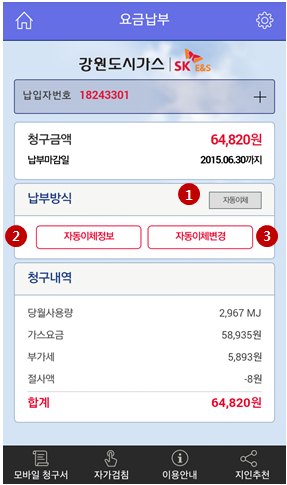 요금납부
강원도시가스 SK E&S
납입자번호 18243301 +
청구금액 64,820원
납부마감일 2015.06.30까지
납부방식 1 자동이체
2 자동이체정보 자동이체변경 3
청구내역
당월사용량 2,967 MJ
가스요금 58,935원
부가세 5,893원
절사액 -8원
합계 64,820원
모바일 청구서 자가검침 이용안내 지인추천